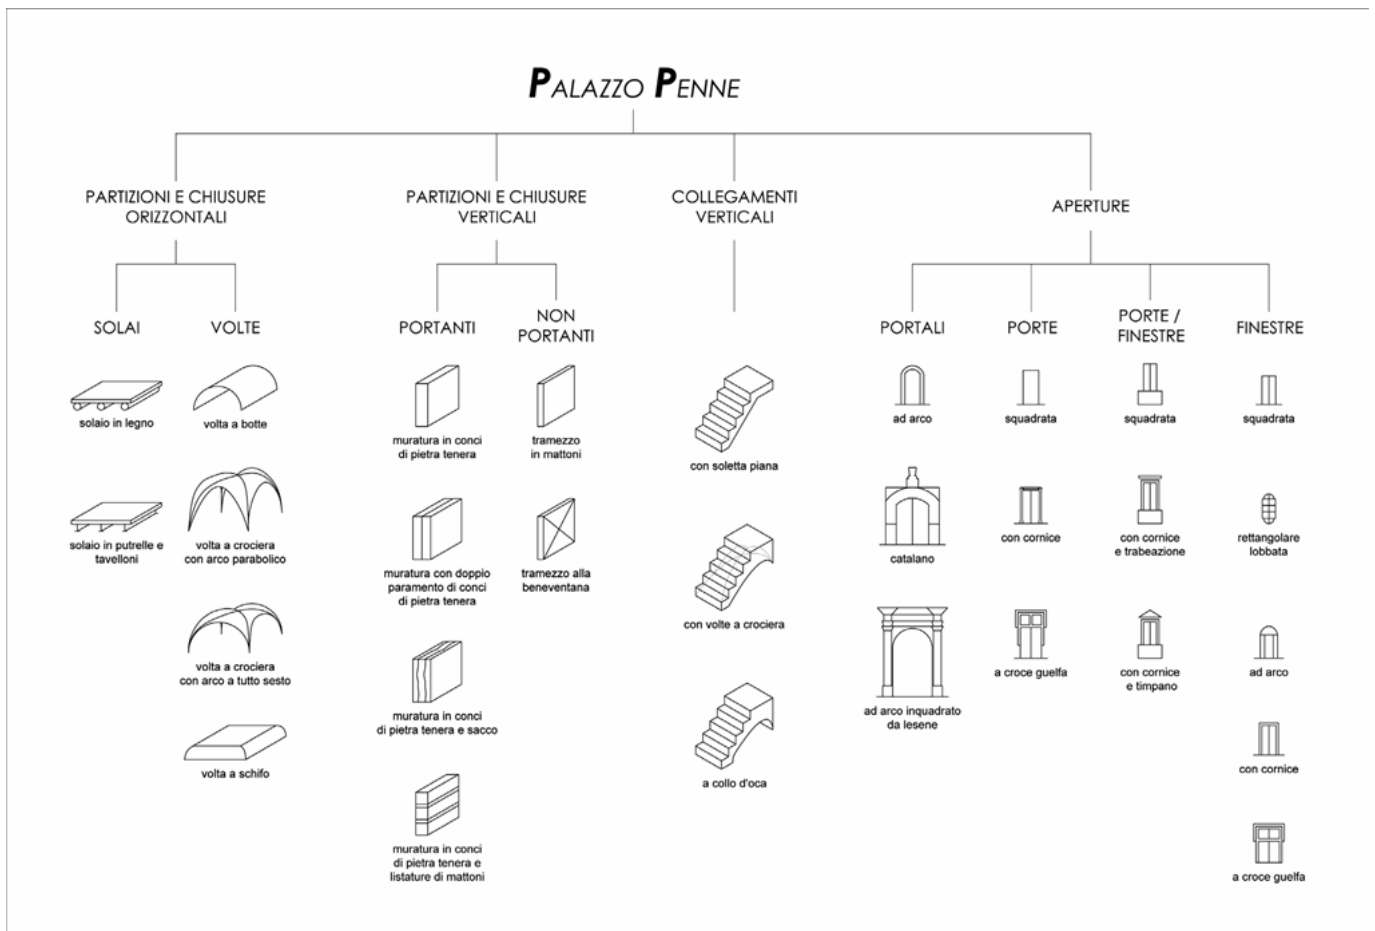 PALAZZO PENNE
PARTIZIONI E CHIUSURE
ORIZZONTALI
PARTIZIONI E CHIUSURE
VERTICALI
COLLEGAMENTI
VERTICALI
APERTURE
SOLAI
VOLTE
PORTANTI
NON
PORTANTI
PORTALI
PORTE
PORTE /
FINESTRE
FINESTRE
solaio in legno
solaio in putrelle e
tavelloni
volta a botte
volta a crociera
con arco parabolico
volta a crociera
con arco a tutto sesto
volta a schifo
muratura in conci
di pietra tenera
muratura con doppio
paramento di conci
di pietra tenera
muratura in conci
di pietra tenera e sacco
muratura in conci
di pietra tenera e
listature di mattoni
tramezzo
in mattoni
tramezzo alla
beneventana
con soletta piana
con volte a crociera
a collo d'oca
ad arco
catalano
ad arco inquadrato
da lesene
squadrata
con cornice
a croce guelfa
squadrata
con cornice
e trabeazione
con cornice
e timpano
squadrata
rettangolare
lobbata
ad arco
con cornice
a croce guelfa